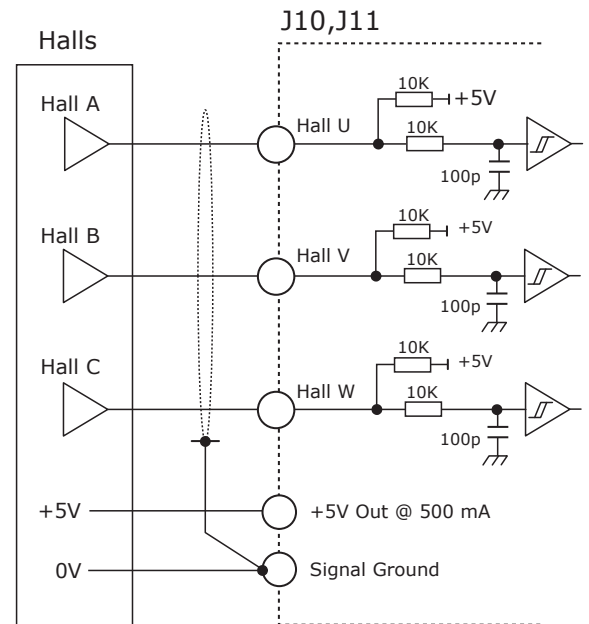 J10,J11
Halls
10K
+5V
Hall A
Hall U
10K
100p
10K
+5V
Hall B
Hall V
10K
100p
10K
+5V
Hall C
Hall W
10K
100p
+5V
+5V Out @ 500 mA
0V
Signal Ground